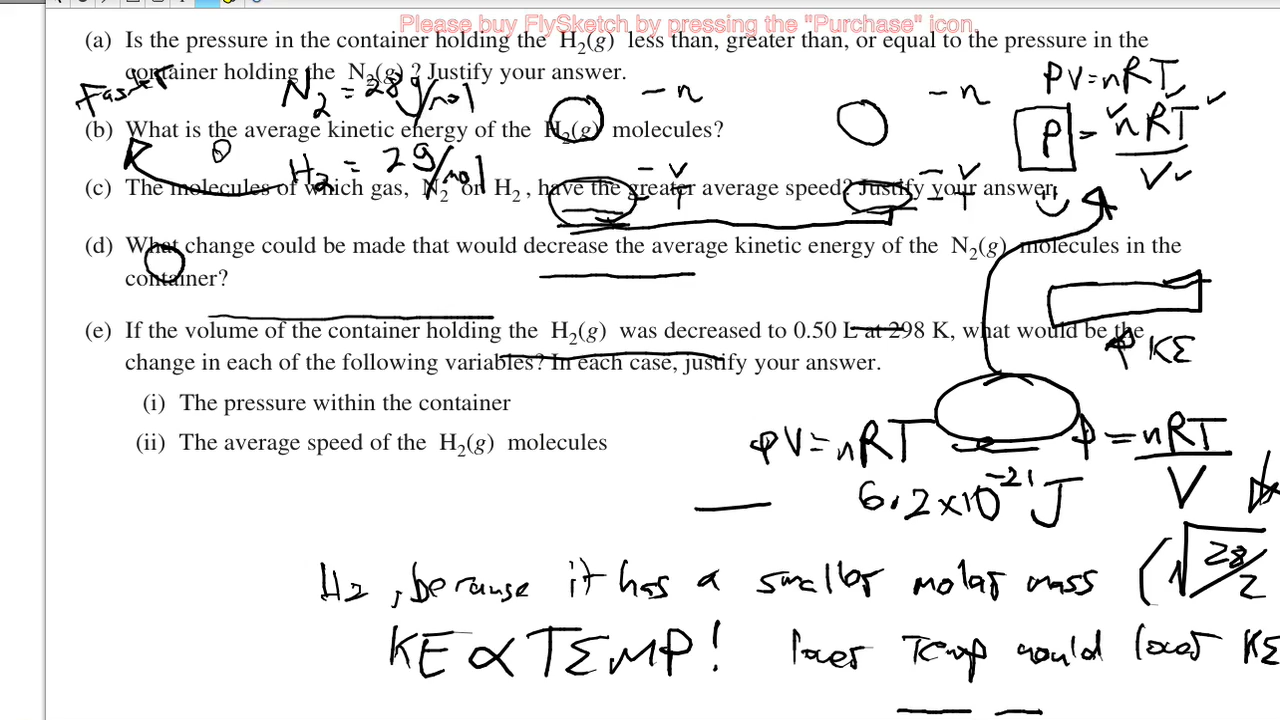 Please buy FlySketch by pressing the "Purchase" icon.
(a) Is the pressure in the container holding the H₂(g) less than, greater than, or equal to the pressure in the
container holding the N₂(g)? Justify your answer.
Faster
N₂ = 28g/mol
- n
- n
PV=nRT
P = nRT/V
(b) What is the average kinetic energy of the H₂(g) molecules?
H₂ = 2g/mol
- V
- V
(c) The molecules of which gas, N₂ or H₂, have the greater average speed? Justify your answer.
- T
- T
(d) What change could be made that would decrease the average kinetic energy of the N₂(g) molecules in the
container?
(e) If the volume of the container holding the H₂(g) was decreased to 0.50 L at 298 K, what would be the
change in each of the following variables? In each case, justify your answer.
KE
(i) The pressure within the container
(ii) The average speed of the H₂(g) molecules
PV=nRT
P = nRT/V
6.2x10⁻²¹ J
H₂, because it has a smaller molar mass (√28/2
KE ∝ TEMP! lower Temp would lower KE